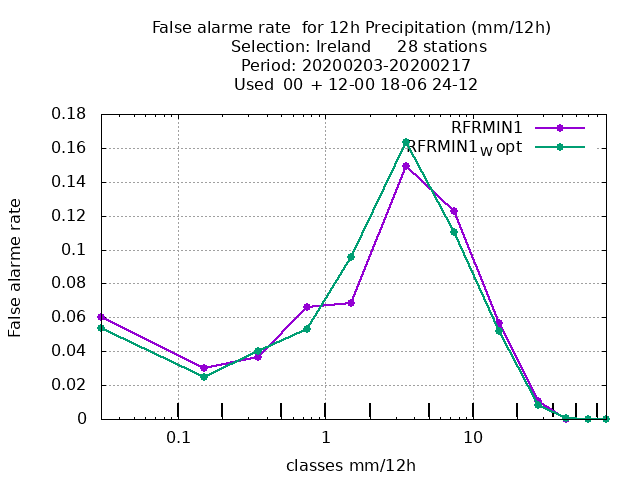 False alarme rate  for 12h Precipitation (mm/12h)
Selection: Ireland     28 stations
Period: 20200203-20200217
Used  00  + 12-00 18-06 24-12
RFRMIN1
RFRMIN1W opt
0.18
0.16
0.14
0.12
0.1
0.08
0.06
0.04
0.02
0
False alarme rate
0.1
1
10
classes mm/12h